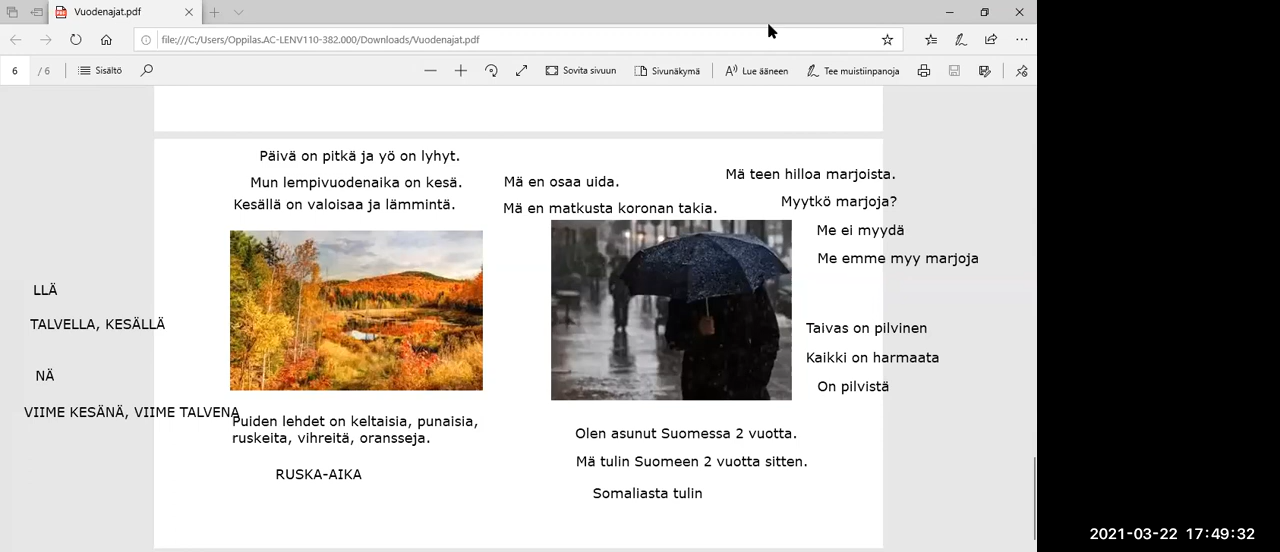 Vuodenajat.pdf
file:///C:/Users/Oppilas.AC-LENV110-382.000/Downloads/Vuodenajat.pdf
6 / 6 Sisältö Sovita sivuun Sivunäkymä Lue ääneen Tee muistiinpanoja
Päivä on pitkä ja yö on lyhyt.
Mun lempivuodenaika on kesä.
Kesällä on valoisaa ja lämmintä.
Mä en osaa uida.
Mä en matkusta koronan takia.
Mä teen hilloa marjoista.
Myytkö marjoja?
Me ei myydä
Me emme myy marjoja
LLÄ
TALVELLA, KESÄLLÄ
NÄ
VIIME KESÄNÄ, VIIME TALVENA
Taivas on pilvinen
Kaikki on harmaata
On pilvistä
Puiden lehdet on keltaisia, punaisia,
ruskeita, vihreitä, oransseja.
RUSKA-AIKA
Olen asunut Suomessa 2 vuotta.
Mä tulin Suomeen 2 vuotta sitten.
Somaliasta tulin
2021-03-22 17:49:32